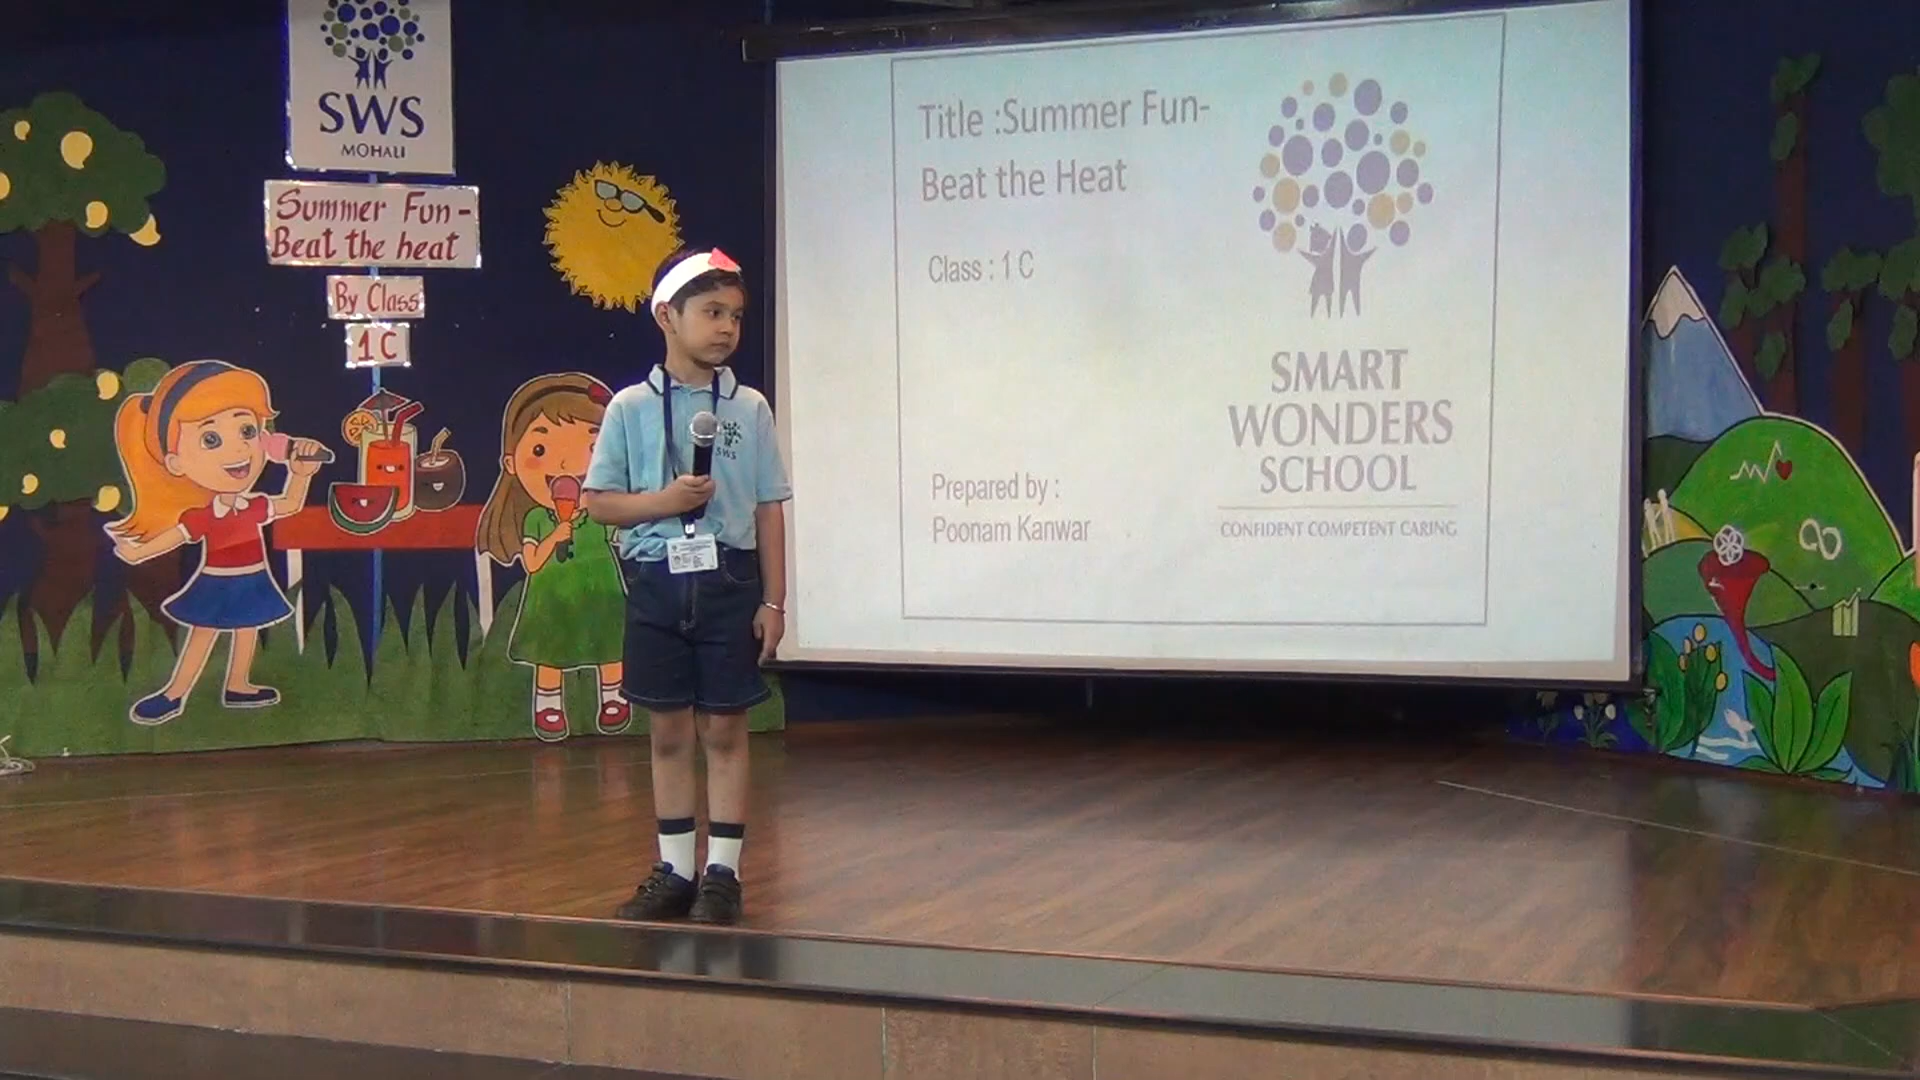 SWS
MOHALI
Summer Fun-
Beat the heat
By Class
1C
Title :Summer Fun-
Beat the Heat
Class : 1 C
Prepared by :
Poonam Kanwar
SMART
WONDERS
SCHOOL
CONFIDENT COMPETENT CARING
SWS